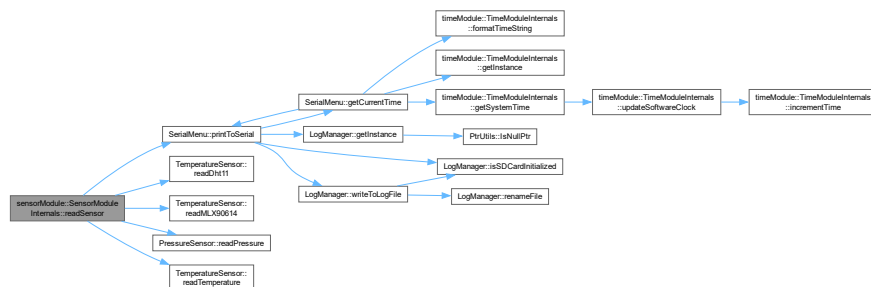 timeModule::TimeModuleInternals
::formatTimeString
timeModule::TimeModuleInternals
::getInstance
SerialMenu::getCurrentTime
timeModule::TimeModuleInternals
::getSystemTime
timeModule::TimeModuleInternals
::updateSoftwareClock
timeModule::TimeModuleInternals
::incrementTime
SerialMenu::printToSerial
LogManager::getInstance
PtrUtils::IsNullPtr
TemperatureSensor::
readDht11
LogManager::isSDCardInitialized
LogManager::writeToLogFile
LogManager::renameFile
sensorModule::SensorModule
Internals::readSensor
TemperatureSensor::
readMLX90614
PressureSensor::readPressure
TemperatureSensor::
readTemperature